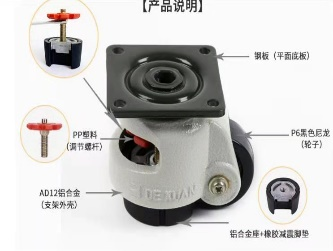 【产品说明】
钢板（平面底板）
PP塑料
（调节螺杆）
P6黑色尼龙
（轮子）
AD12铝合金
（支架外壳）
DEXIAN
铝合金座+橡胶减震脚垫